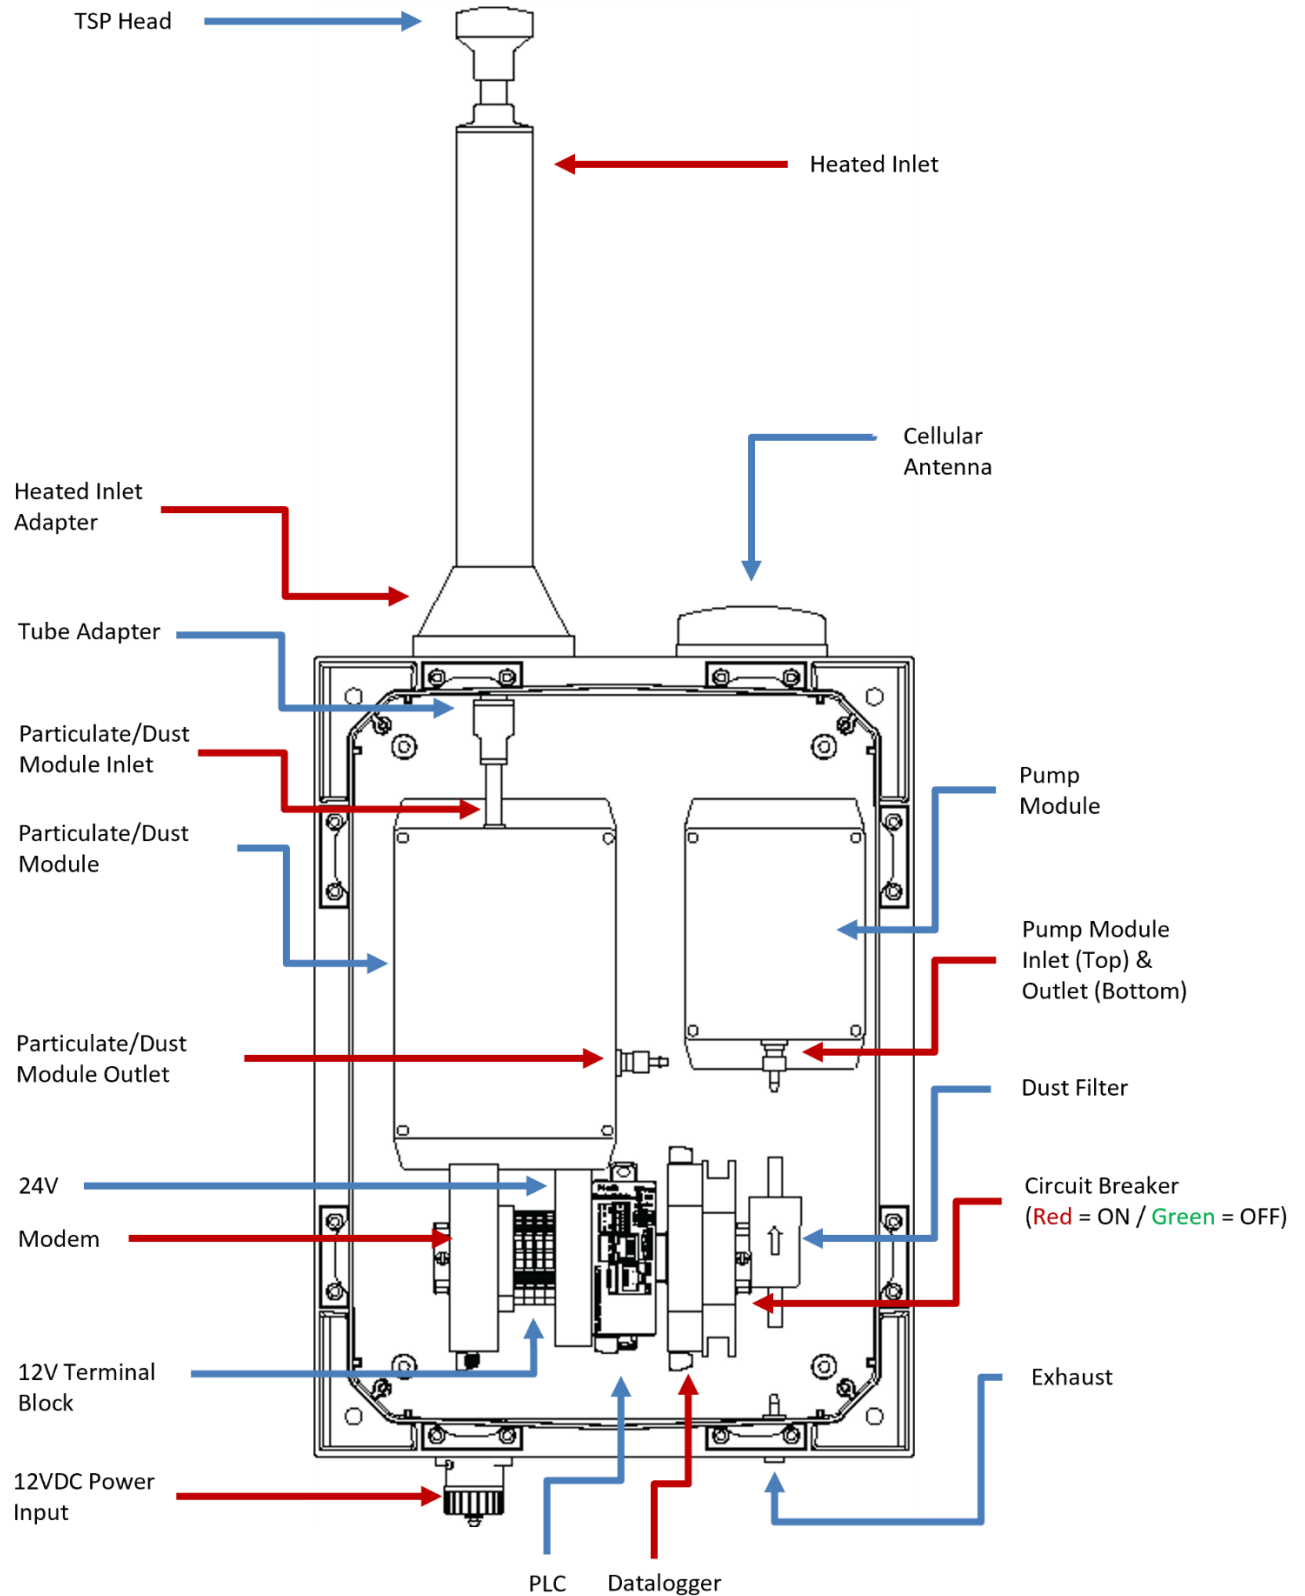 TSP Head
Heated Inlet
Cellular
Antenna
Heated Inlet
Adapter
Tube Adapter
Particulate/Dust
Module Inlet
Pump
Module
Particulate/Dust
Module
Pump Module
Inlet (Top) &
Outlet (Bottom)
Particulate/Dust
Module Outlet
Dust Filter
24V
Circuit Breaker
(Red = ON / Green = OFF)
Modem
12V Terminal
Block
Exhaust
12VDC Power
Input
PLC
Datalogger